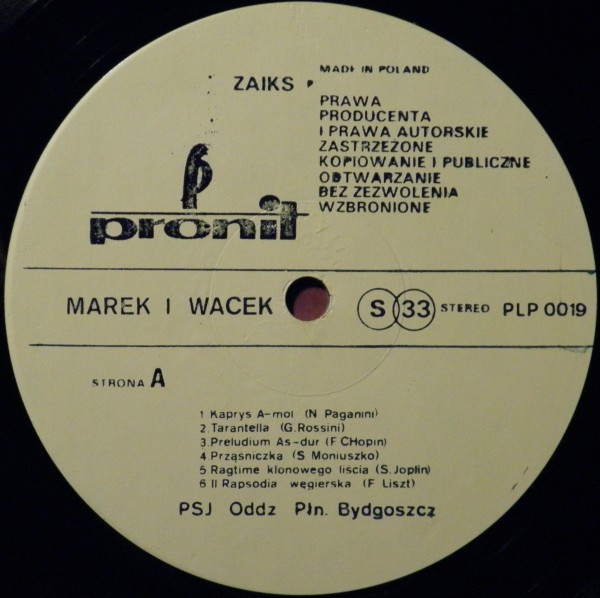 MADE IN POLAND
ZAIKS
PRAWA
PRODUCENTA
I PRAWA AUTORSKIE
ZASTRZEŻONE
KOPIOWANIE I PUBLICZNE
ODTWARZANIE
BEZ ZEZWOLENIA
WZBRONIONE
pronit
MAREK I WACEK S 33 STEREO PLP 0019
STRONA A
1 Kaprys A-mol (N Paganini)
2. Tarantella (G. Rossini)
3. Preludium As-dur (F CHopin)
4 Prząśniczka (S Moniuszko)
5 Ragtime klonowego liścia (S. Joplin)
6 II Rapsodia węgierska (F Liszt)
PSJ Oddz Płn. Bydgoszcz